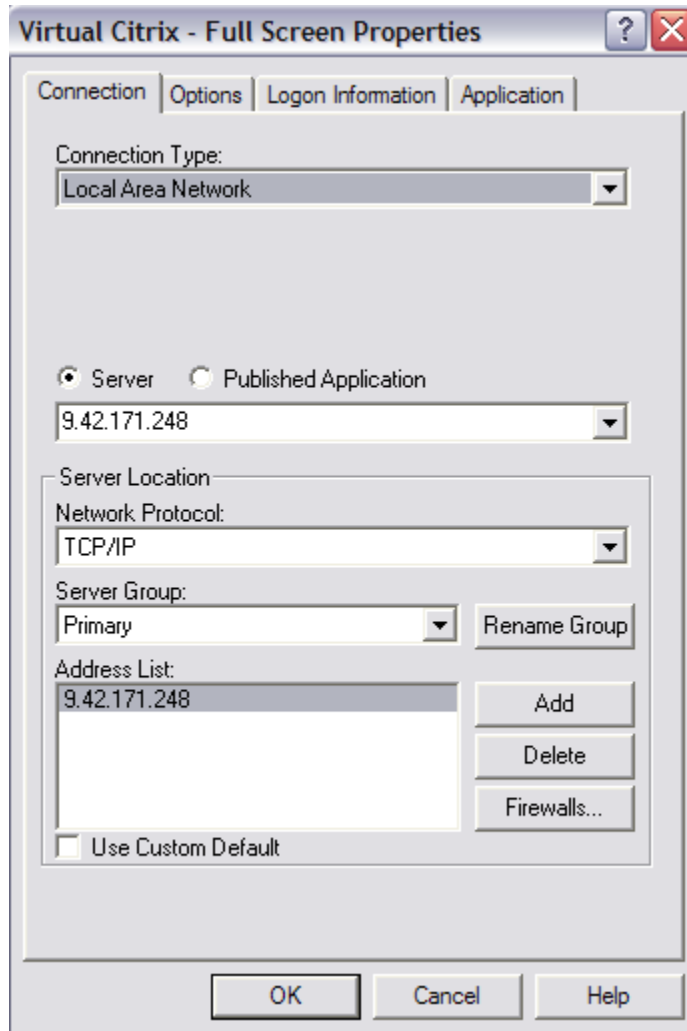 Virtual Citrix - Full Screen Properties
?
Connection Options Logon Information Application
Connection Type:
Local Area Network
Server Published Application
9.42.171.248
Server Location
Network Protocol:
TCP/IP
Server Group:
Primary Rename Group
Address List:
9.42.171.248
Add
Delete
Firewalls...
Use Custom Default
OK Cancel Help